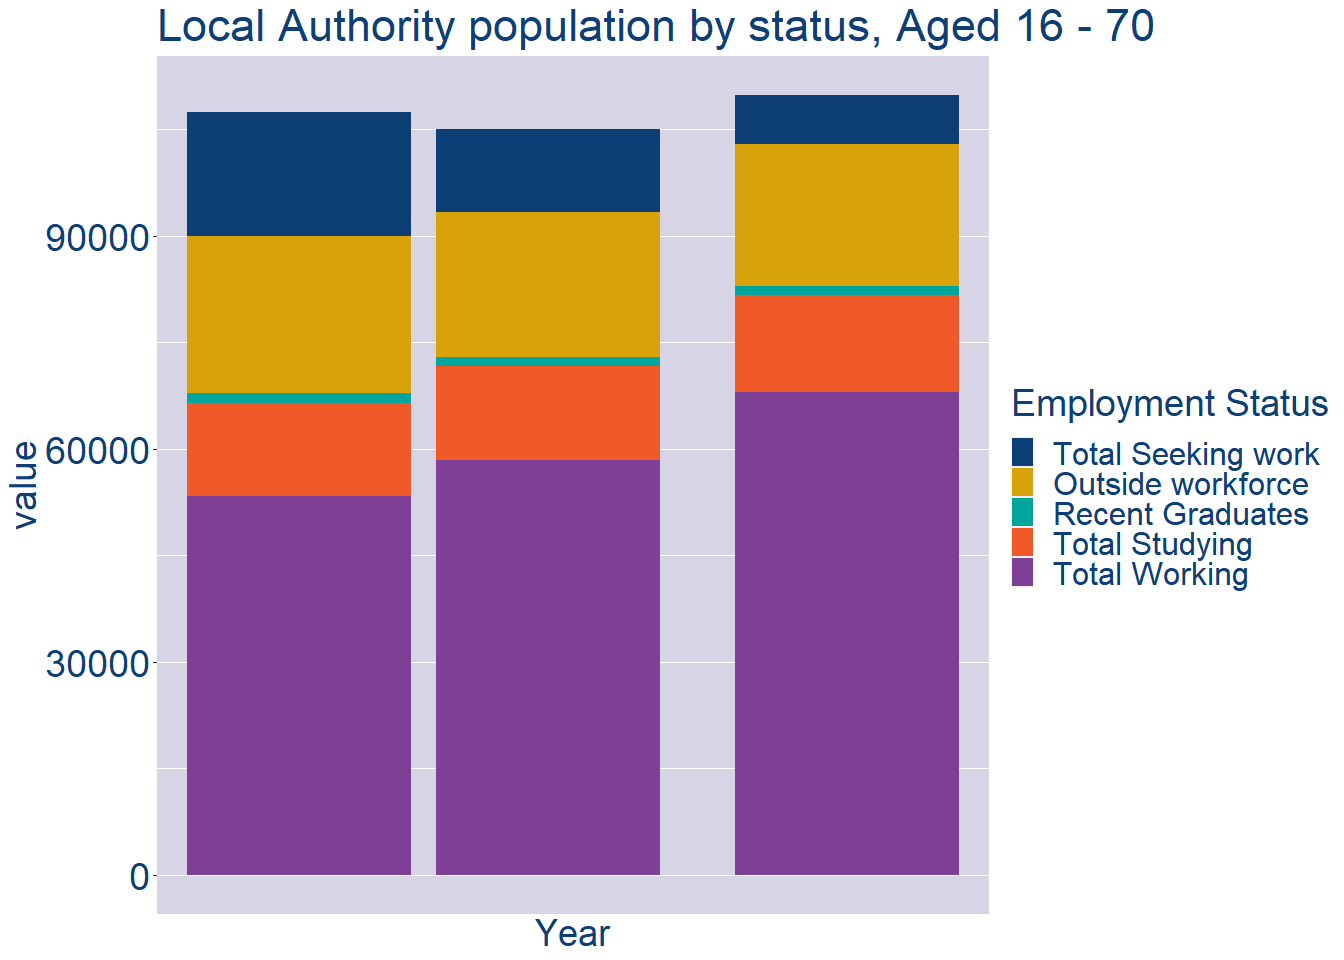 Local Authority population by status, Aged 16 - 70
90000
60000
30000
0
value
Year
Employment Status
Total Seeking work
Outside workforce
Recent Graduates
Total Studying
Total Working